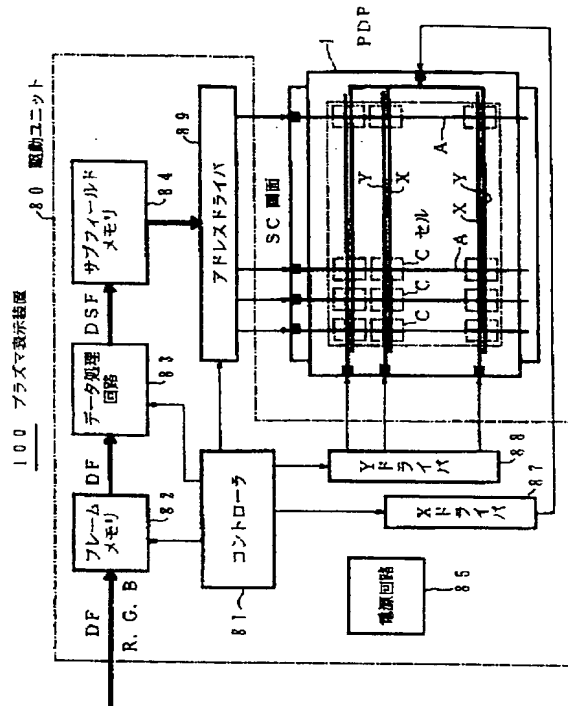 100 プラズマ表示装置
80 駆動ユニット
DF
R, G, B
フレーム
メモリ
82
DF
データ処理
回路
83
DSF
サブフィールド
メモリ
84
コントローラ
81
アドレスドライバ
89
電源回路
85
Xドライバ
87
Yドライバ
88
SC 画面
PDP
1
Y
X
A
C
C
C セル
A
X
Y